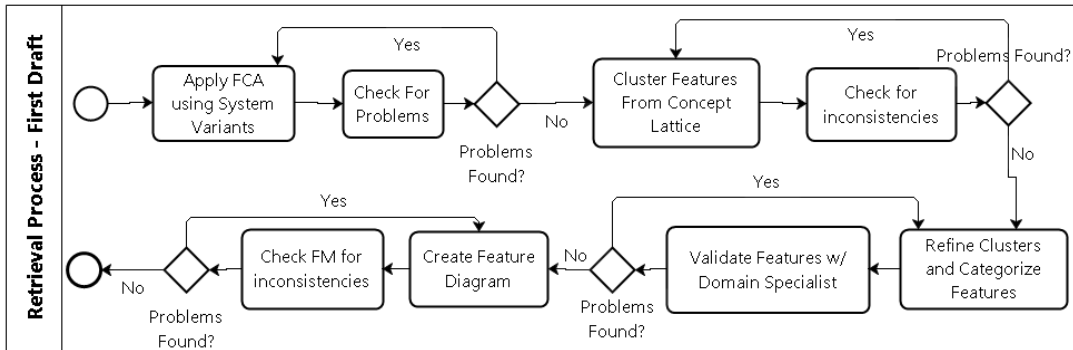 Retrieval Process - First Draft
Yes
Apply FCA
using System
Variants
Check For
Problems
No
Problems
Found?
Yes
Problems Found?
Cluster Features
From Concept
Lattice
Check for
inconsistencies
No
Yes
Refine Clusters
and Categorize
Features
Validate Features w/
Domain Specialist
No
Problems
Found?
Yes
Create Feature
Diagram
Check FM for
inconsistencies
No
Problems
Found?